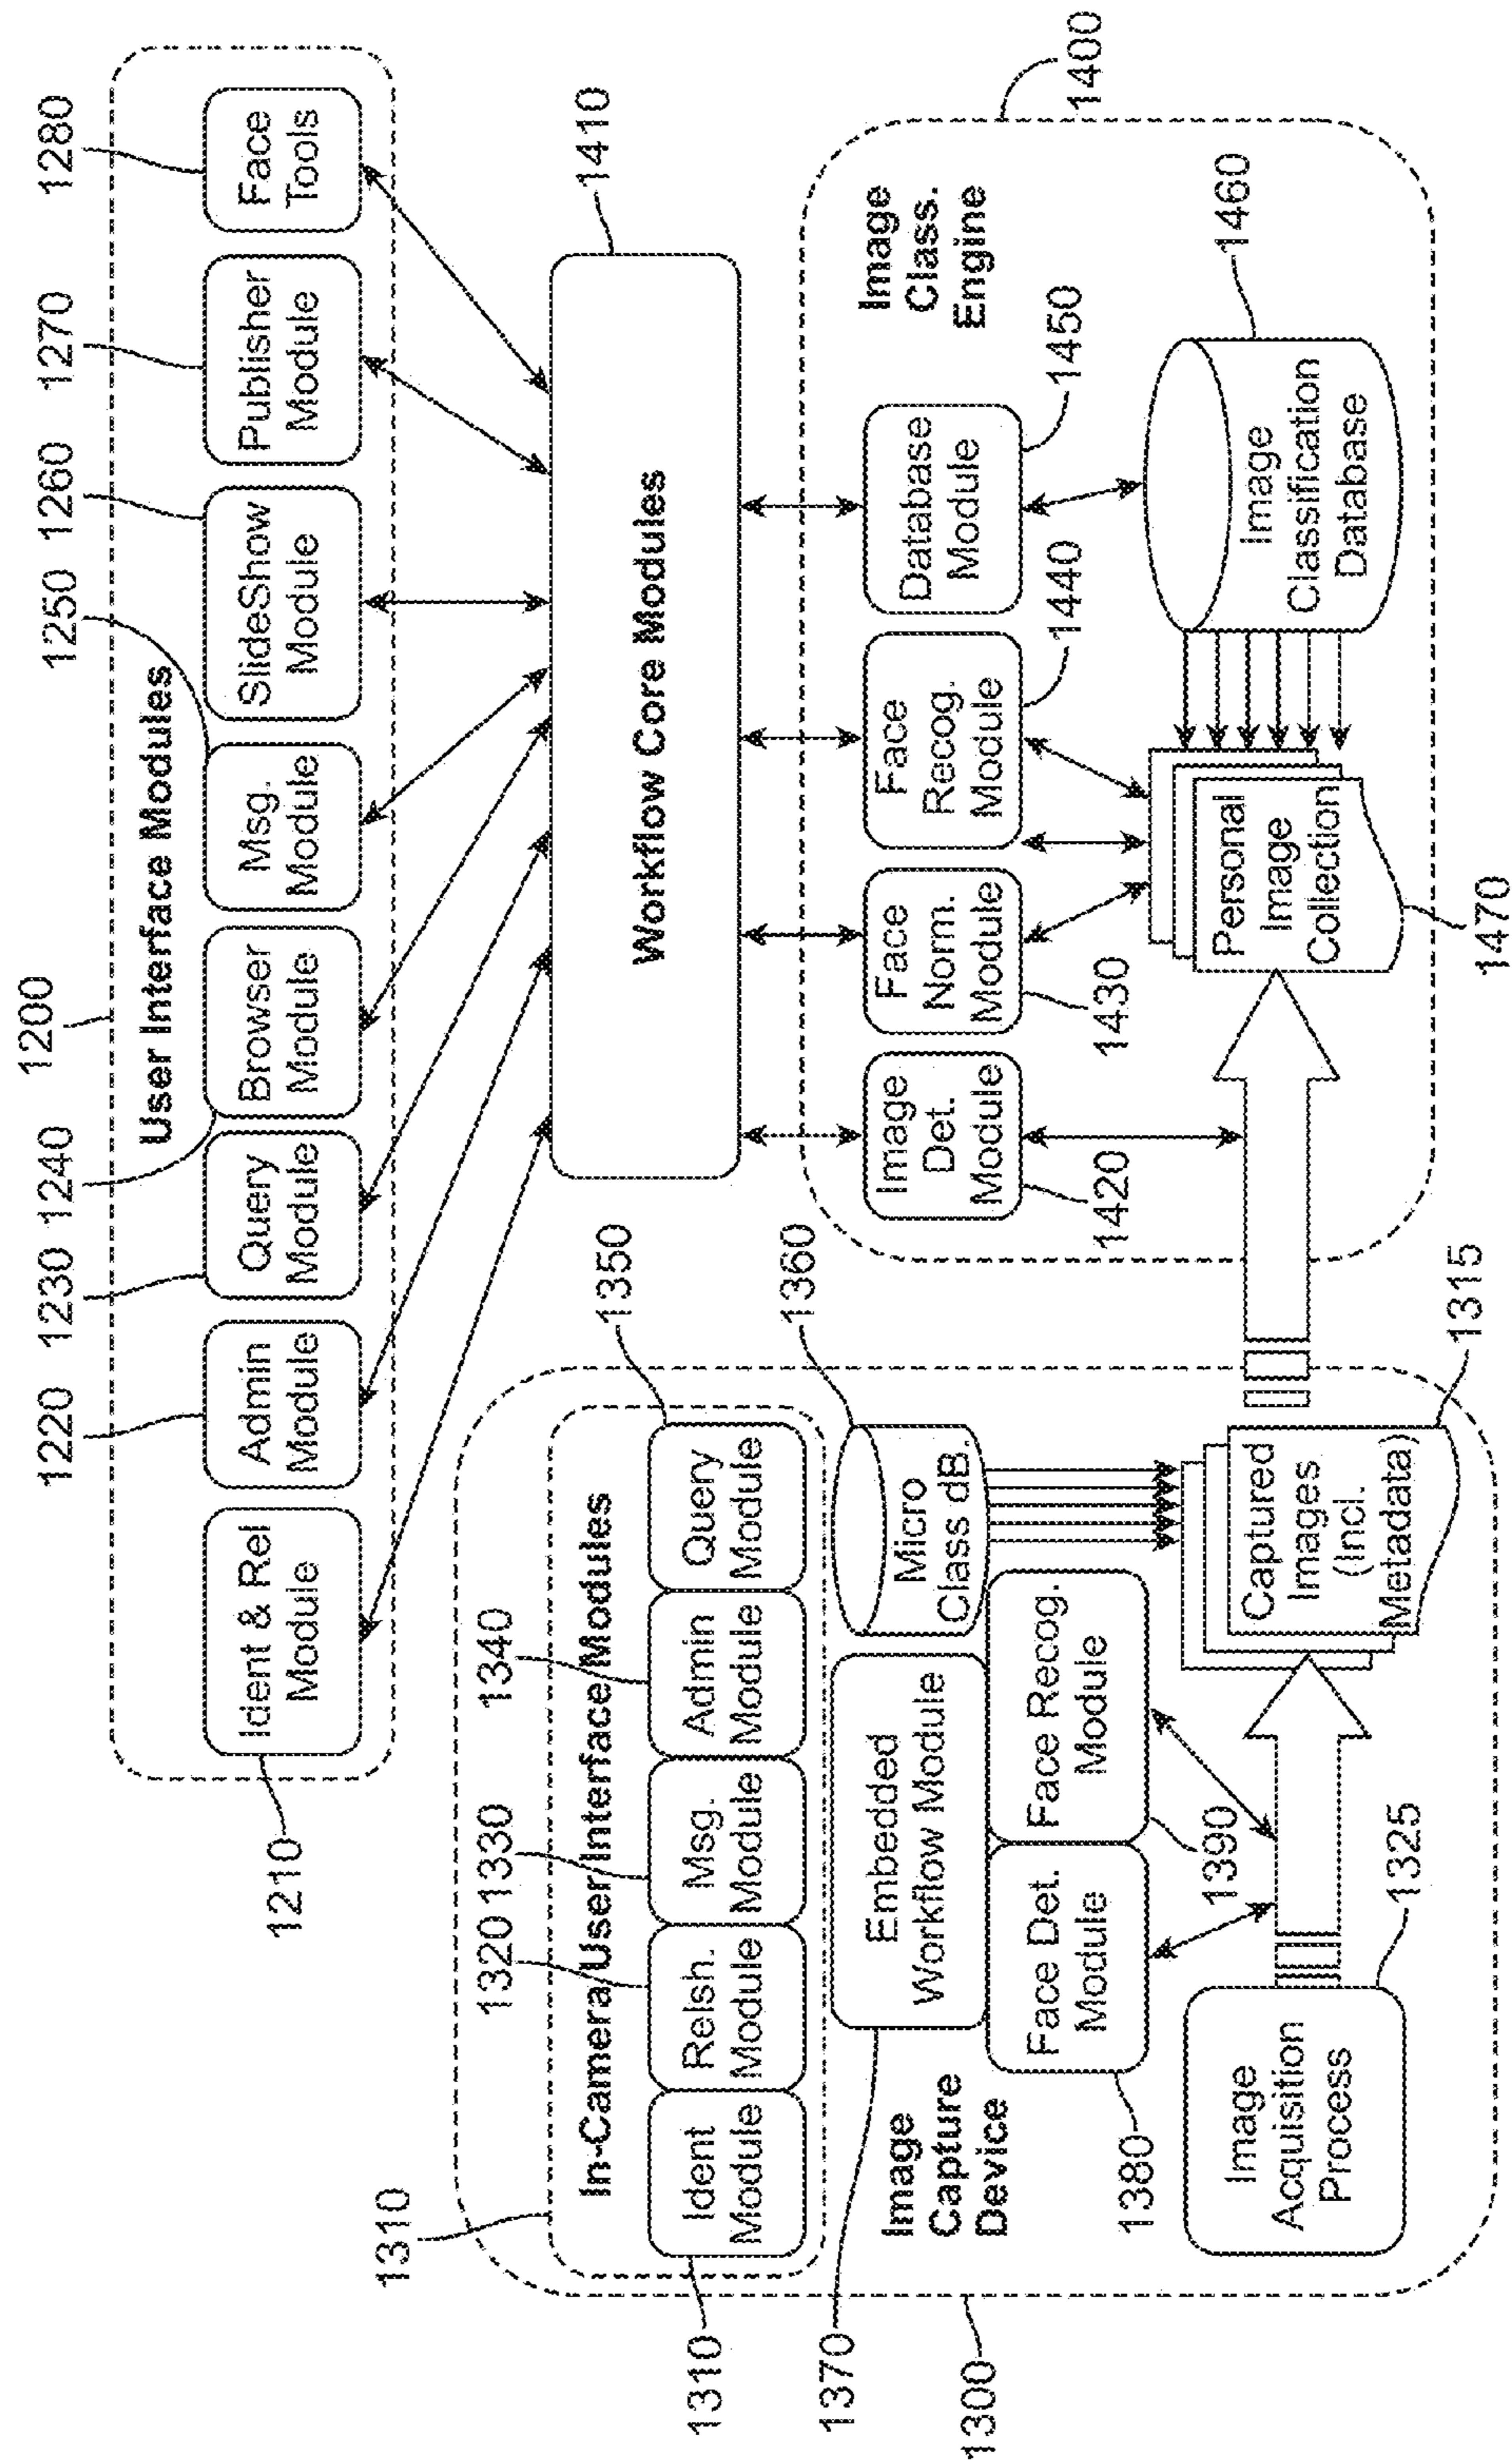 1200
User Interface Modules
1210
1220
1230
1240
1250
1260
1270
1280
Ident & Rel
Module
Admin
Module
Query
Module
Browser
Module
Msg.
Module
SlideShow
Module
Publisher
Module
Face
Tools
1410
Workflow Core Modules
1310
In-Camera User Interface Modules
1310
1320
1330
1340
1350
Ident
Module
Relsh.
Module
Msg.
Module
Admin
Module
Query
Module
1370
Embedded
Workflow Module
1360
Micro
Class dB.
Image
Capture
Device
1380
Face Det.
Module
1390
Face Recog.
Module
1300
Image
Acquisition
Process
1325
Captured
Images
(Incl.
Metadata)
1315
1400
Image
Class.
Engine
Image
Det.
Module
1420
Face
Norm.
Module
1430
Face
Recog.
Module
1440
Database
Module
1450
Personal
Image
Collection
1470
Image
Classification
Database
1460